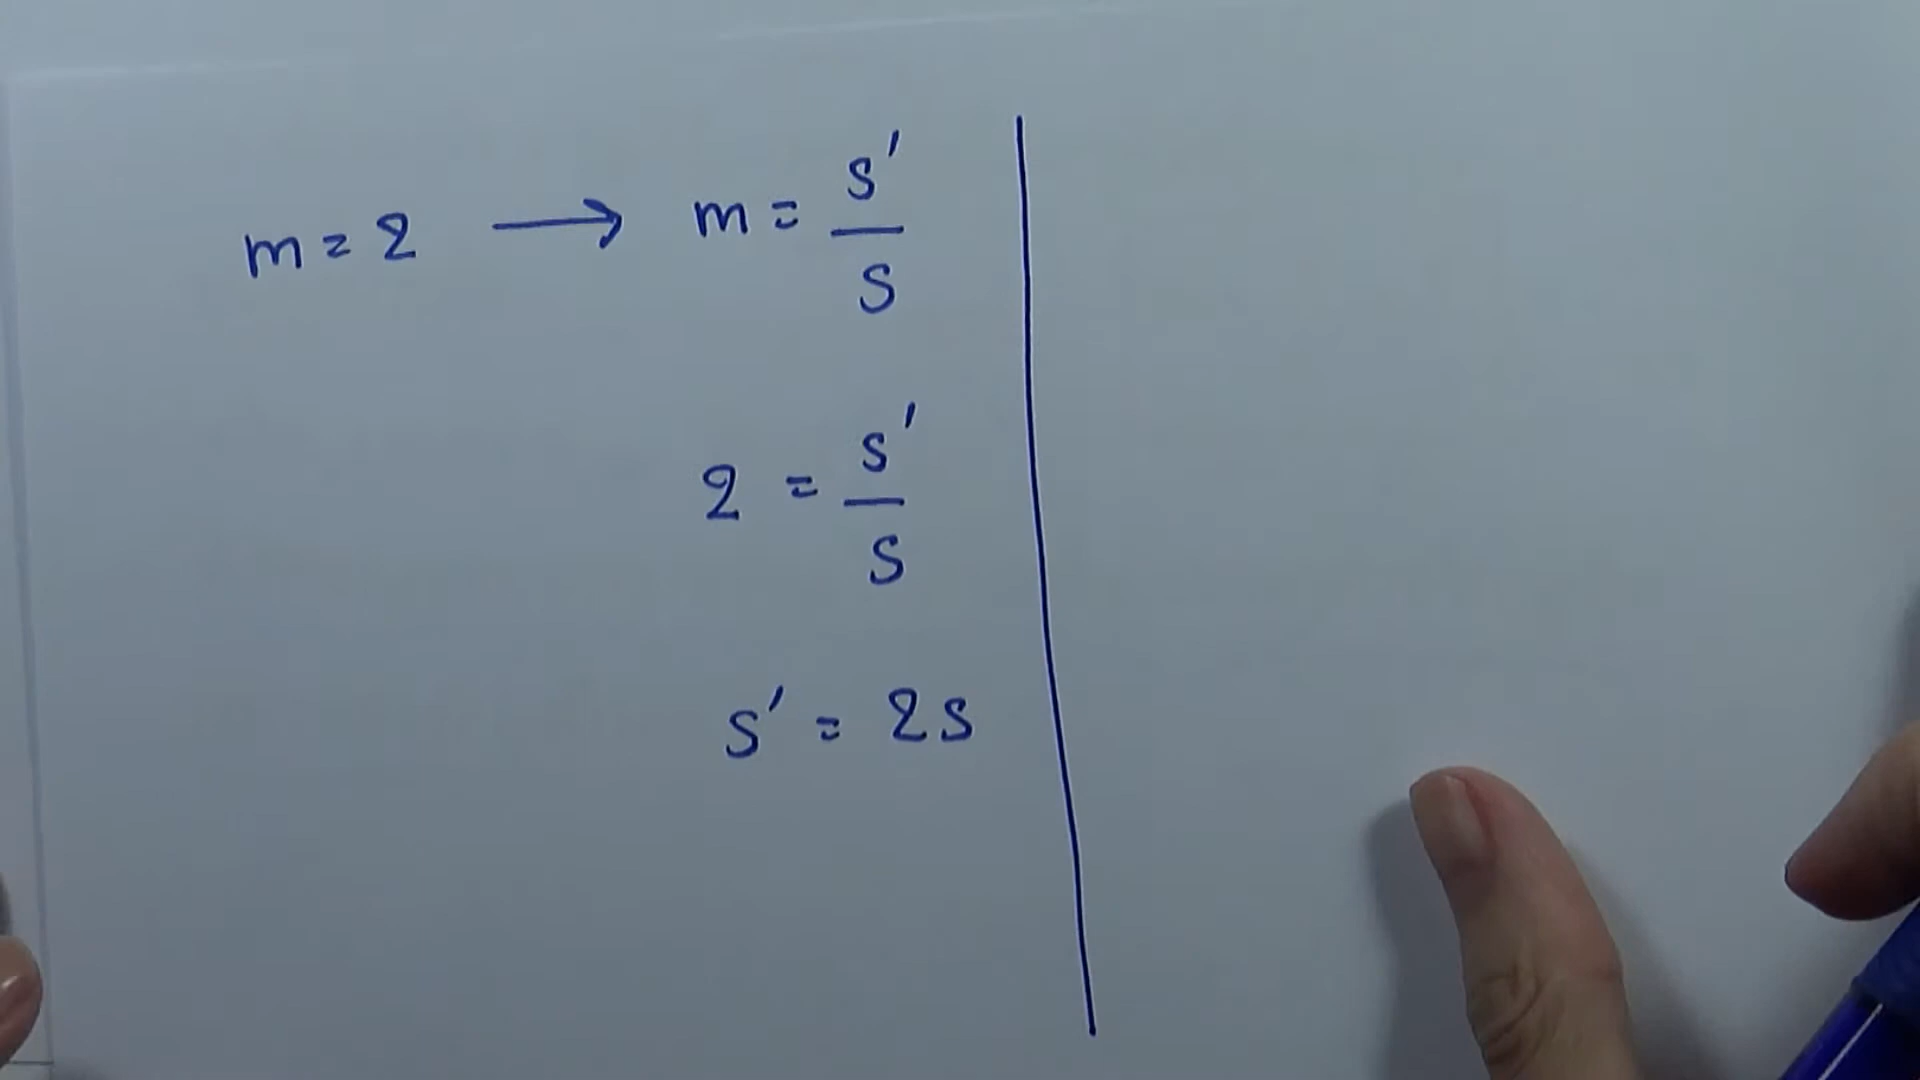 m = 2 → m = s'/s
2 = s'/s
s' = 2s